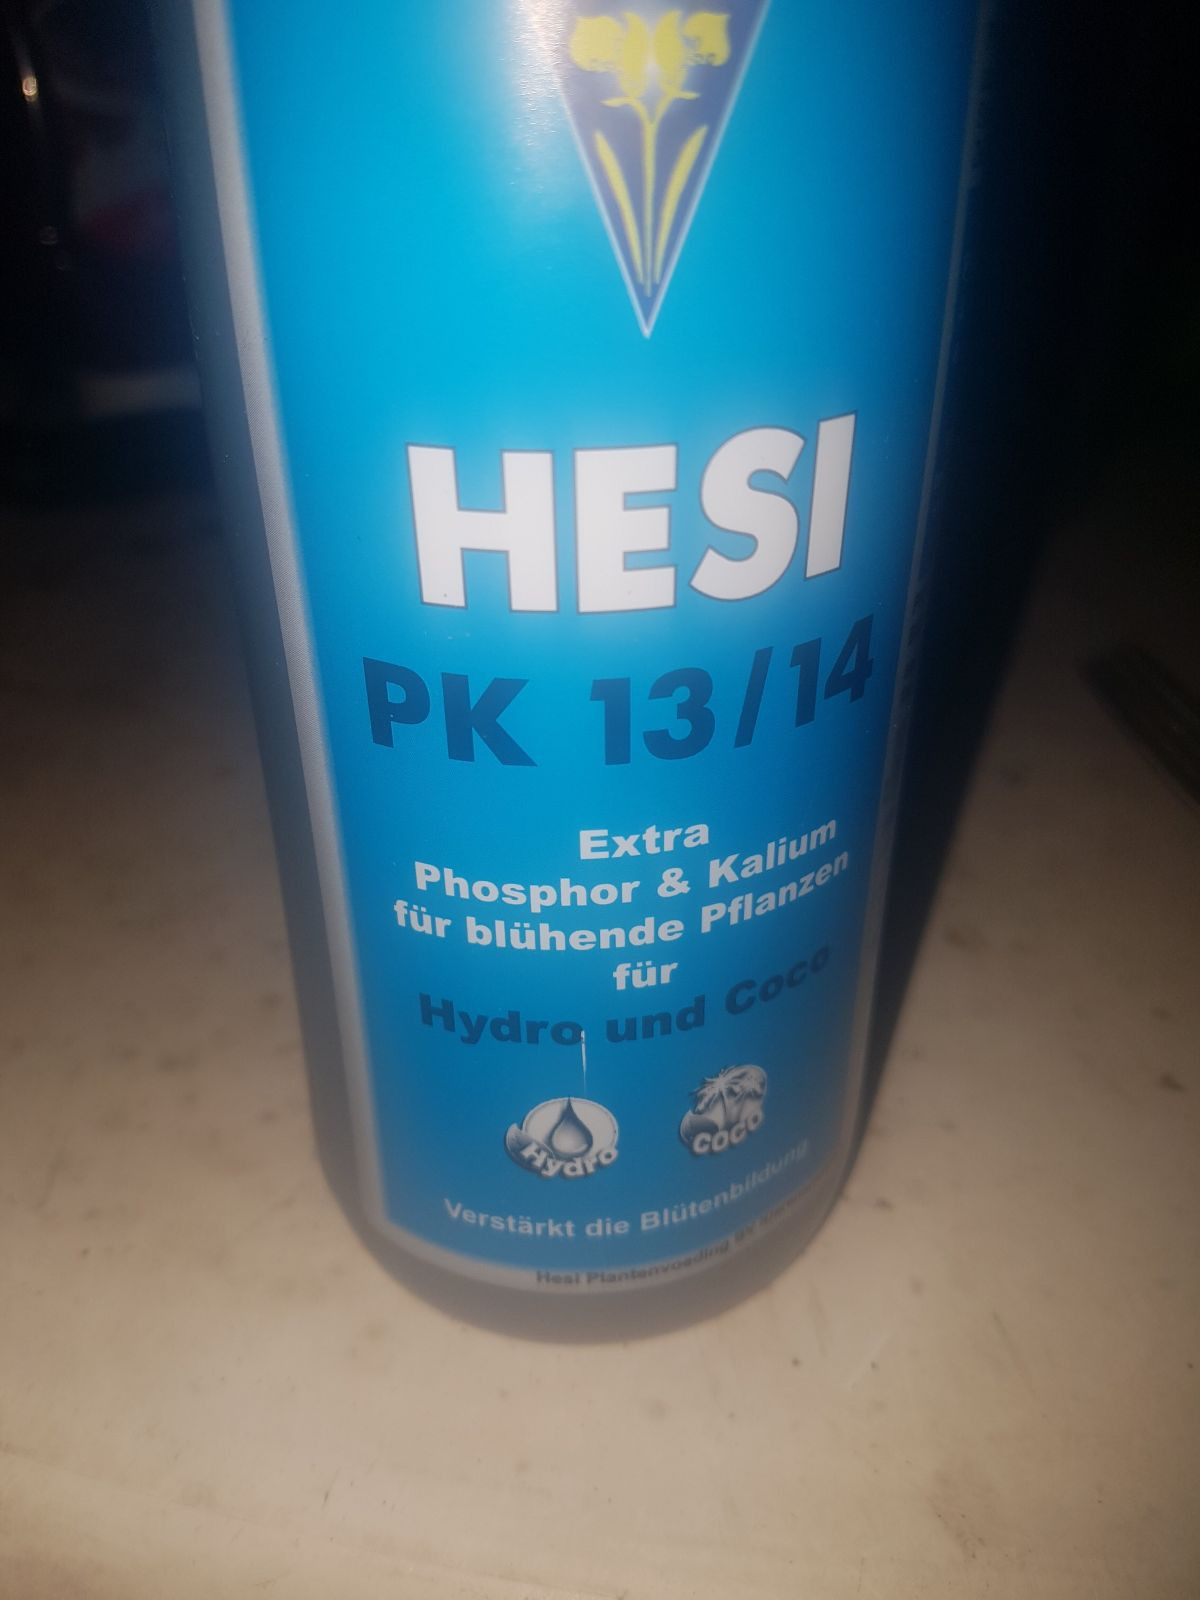 HESI
PK 13/14
Extra
Phosphor & Kalium
für blühende Pflanzen
für
Hydro und Coco
Hydro
COCO
Verstärkt die Blütenbildung
Hesi Plantenvoeding